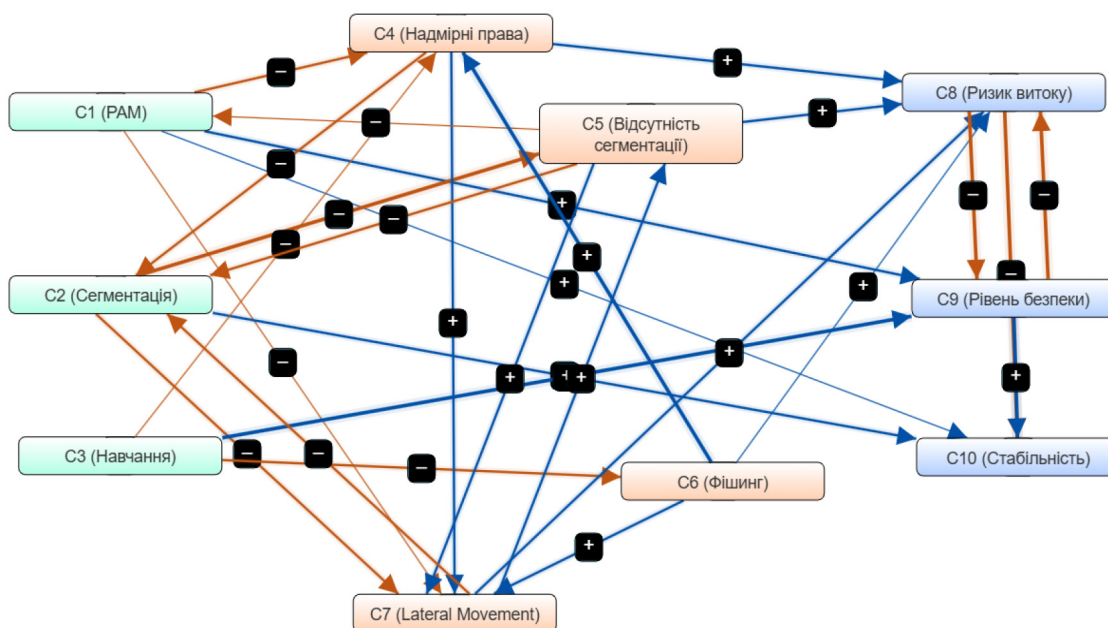 C4 (Надмірні права)
+
−
C8 (Ризик витоку)
C1 (PAM)
+
−
C5 (Відсутність
сегментації)
−
−
−
+
−
−
−
+
+
C2 (Сегментація)
+
+
−
C9 (Рівень безпеки)
+
+
−
+
+
+
+
C3 (Навчання)
−
−
−
C6 (Фішинг)
C10 (Стабільність)
+
C7 (Lateral Movement)